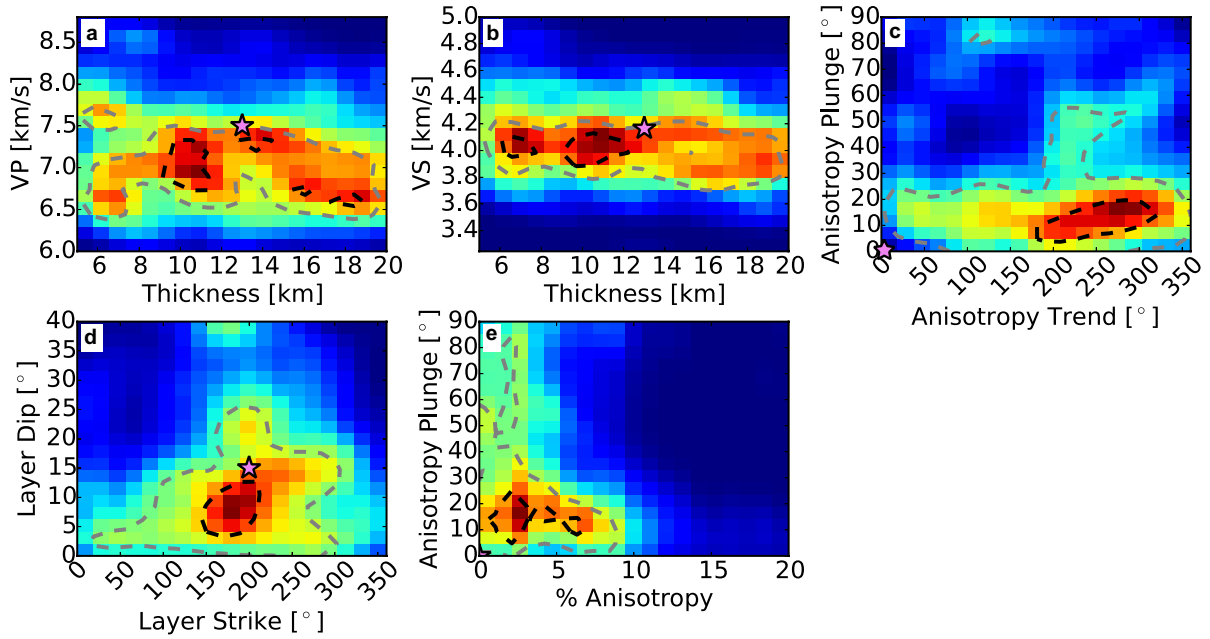 a
VP [km/s]
8.5
8.0
7.5
7.0
6.5
6.0
6 8 10 12 14 16 18 20
Thickness [km]
b
VS [km/s]
5.0
4.8
4.6
4.4
4.2
4.0
3.8
3.6
3.4
6 8 10 12 14 16 18 20
Thickness [km]
c
Anisotropy Plunge [°]
90
80
70
60
50
40
30
20
10
0
0 50 100 150 200 250 300 350
Anisotropy Trend [°]
d
Layer Dip [°]
40
35
30
25
20
15
10
5
0
0 50 100 150 200 250 300 350
Layer Strike [°]
e
Anisotropy Plunge [°]
90
80
70
60
50
40
30
20
10
0
0 5 10 15 20
% Anisotropy